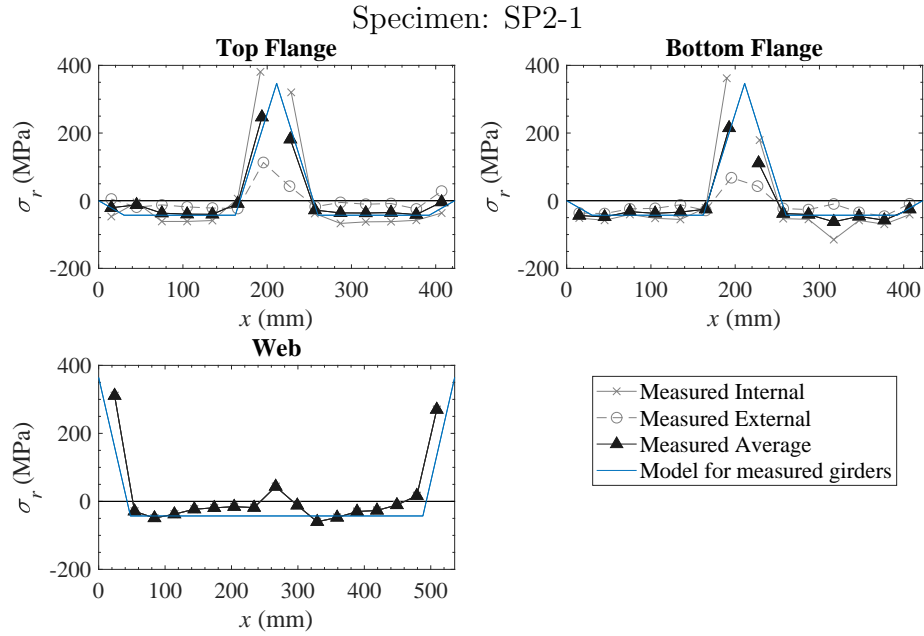 Specimen: SP2-1
Top Flange
400
200
0
-200
σr (MPa)
0 100 200 300 400
x (mm)
Bottom Flange
400
200
0
-200
σr (MPa)
0 100 200 300 400
x (mm)
Web
400
200
0
-200
σr (MPa)
0 100 200 300 400 500
x (mm)
Measured Internal
Measured External
Measured Average
Model for measured girders